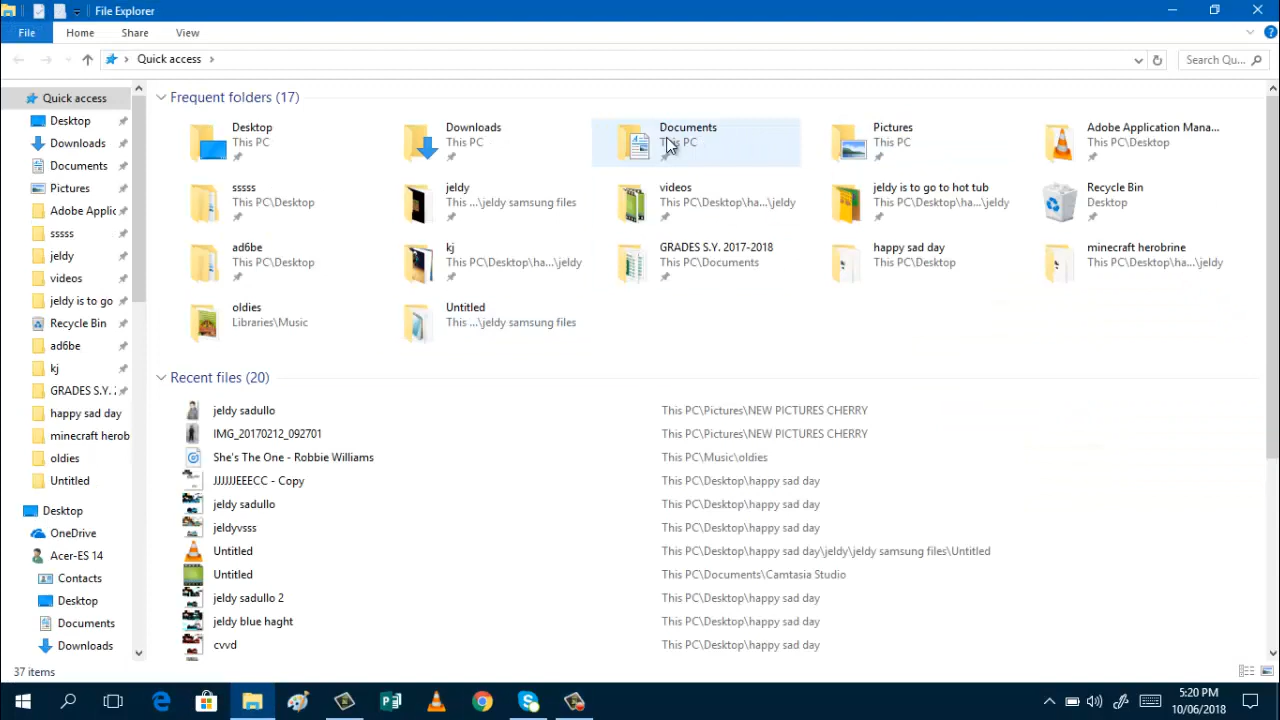 File Explorer
File Home Share View
Quick access Search Qu...
Quick access
Desktop
Downloads
Documents
Pictures
Adobe Applic
sssss
jeldy
videos
jeldy is to go
Recycle Bin
ad6be
kj
GRADES S.Y.
happy sad day
minecraft herob
oldies
Untitled
Desktop
OneDrive
Acer-ES 14
Contacts
Desktop
Documents
Downloads
Frequent folders (17)
Desktop
This PC
Downloads
This PC
Documents
This PC
Pictures
This PC
Adobe Application Mana...
This PC\Desktop
sssss
This PC\Desktop
jeldy
This ...\jeldy samsung files
videos
This PC\Desktop\ha...\jeldy
jeldy is to go to hot tub
This PC\Desktop\ha...\jeldy
Recycle Bin
Desktop
ad6be
This PC\Desktop
kj
This PC\Desktop\ha...\jeldy
GRADES S.Y. 2017-2018
This PC\Documents
happy sad day
This PC\Desktop
minecraft herobrine
This PC\Desktop\ha...\jeldy
oldies
Libraries\Music
Untitled
This ...\jeldy samsung files
Recent files (20)
jeldy sadullo This PC\Pictures\NEW PICTURES CHERRY
IMG_20170212_092701 This PC\Pictures\NEW PICTURES CHERRY
She's The One - Robbie Williams This PC\Music\oldies
JJJJJJEEECC - Copy This PC\Desktop\happy sad day
jeldy sadullo This PC\Desktop\happy sad day
jeldyvsss This PC\Desktop\happy sad day
Untitled This PC\Desktop\happy sad day\jeldy\jeldy samsung files\Untitled
Untitled This PC\Documents\Camtasia Studio
jeldy sadullo 2 This PC\Desktop\happy sad day
jeldy blue haght This PC\Desktop\happy sad day
cvvd This PC\Desktop\happy sad day
37 items
5:20 PM
10/06/2018